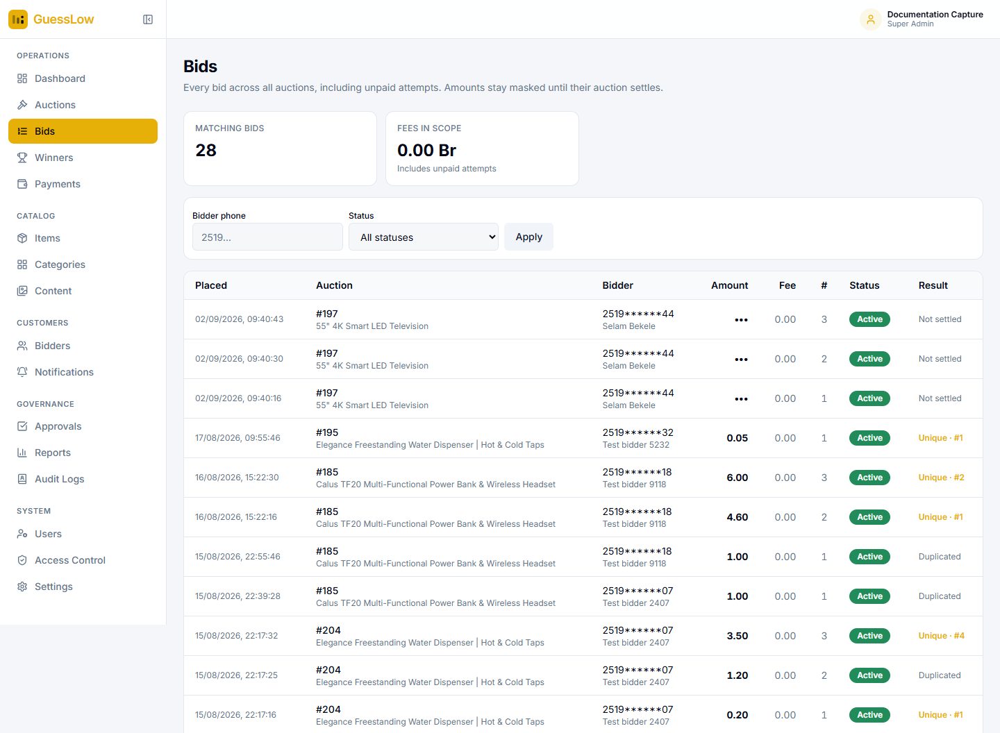 GuessLow
Documentation Capture
Super Admin
OPERATIONS
Dashboard
Auctions
Bids
Winners
Payments
CATALOG
Items
Categories
Content
CUSTOMERS
Bidders
Notifications
GOVERNANCE
Approvals
Reports
Audit Logs
SYSTEM
Users
Access Control
Settings
Bids
Every bid across all auctions, including unpaid attempts. Amounts stay masked until their auction settles.
MATCHING BIDS
28
FEES IN SCOPE
0.00 Br
Includes unpaid attempts
Bidder phone Status
2519... All statuses Apply
Placed Auction Bidder Amount Fee # Status Result
02/09/2026, 09:40:43 #197 2519******44 ••• 0.00 3 Active Not settled
55" 4K Smart LED Television Selam Bekele
02/09/2026, 09:40:30 #197 2519******44 ••• 0.00 2 Active Not settled
55" 4K Smart LED Television Selam Bekele
02/09/2026, 09:40:16 #197 2519******44 ••• 0.00 1 Active Not settled
55" 4K Smart LED Television Selam Bekele
17/08/2026, 09:55:46 #195 2519******32 0.05 0.00 1 Active Unique · #1
Elegance Freestanding Water Dispenser | Hot & Cold Taps Test bidder 5232
16/08/2026, 15:22:30 #185 2519******18 6.00 0.00 3 Active Unique · #2
Calus TF20 Multi-Functional Power Bank & Wireless Headset Test bidder 9118
16/08/2026, 15:22:16 #185 2519******18 4.60 0.00 2 Active Unique · #1
Calus TF20 Multi-Functional Power Bank & Wireless Headset Test bidder 9118
15/08/2026, 22:55:46 #185 2519******18 1.00 0.00 1 Active Duplicated
Calus TF20 Multi-Functional Power Bank & Wireless Headset Test bidder 9118
15/08/2026, 22:39:28 #185 2519******07 1.00 0.00 1 Active Duplicated
Calus TF20 Multi-Functional Power Bank & Wireless Headset Test bidder 2407
15/08/2026, 22:17:32 #204 2519******07 3.50 0.00 3 Active Unique · #4
Elegance Freestanding Water Dispenser | Hot & Cold Taps Test bidder 2407
15/08/2026, 22:17:25 #204 2519******07 1.20 0.00 2 Active Duplicated
Elegance Freestanding Water Dispenser | Hot & Cold Taps Test bidder 2407
15/08/2026, 22:17:16 #204 2519******07 0.20 0.00 1 Active Unique · #1
Elegance Freestanding Water Dispenser | Hot & Cold Taps Test bidder 2407